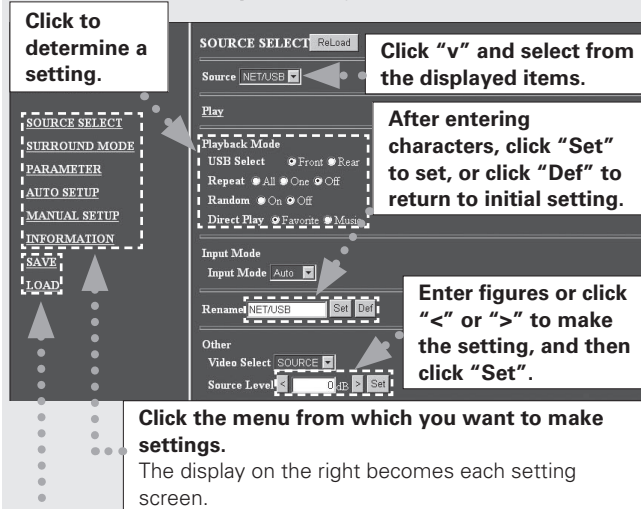 Click to
determine a
setting.
SOURCE SELECT ReLoad
Source NET/USB
Click “v” and select from
the displayed items.
Play
After entering
characters, click “Set”
to set, or click “Def” to
return to initial setting.
SOURCE SELECT
SURROUND MODE
PARAMETER
AUTO SETUP
MANUAL SETUP
INFORMATION
SAVE
LOAD
Playback Mode
USB Select Front Rear
Repeat All One Off
Random On Off
Direct Play Favorite Music
Input Mode
Input Mode Auto
Rename NET/USB Set Def
Enter figures or click
“<” or “>” to make
the setting, and then
click “Set”.
Other
Video Select SOURCE
Source Level < 0 dB > Set
Click the menu from which you want to make
settings.
The display on the right becomes each setting
screen.